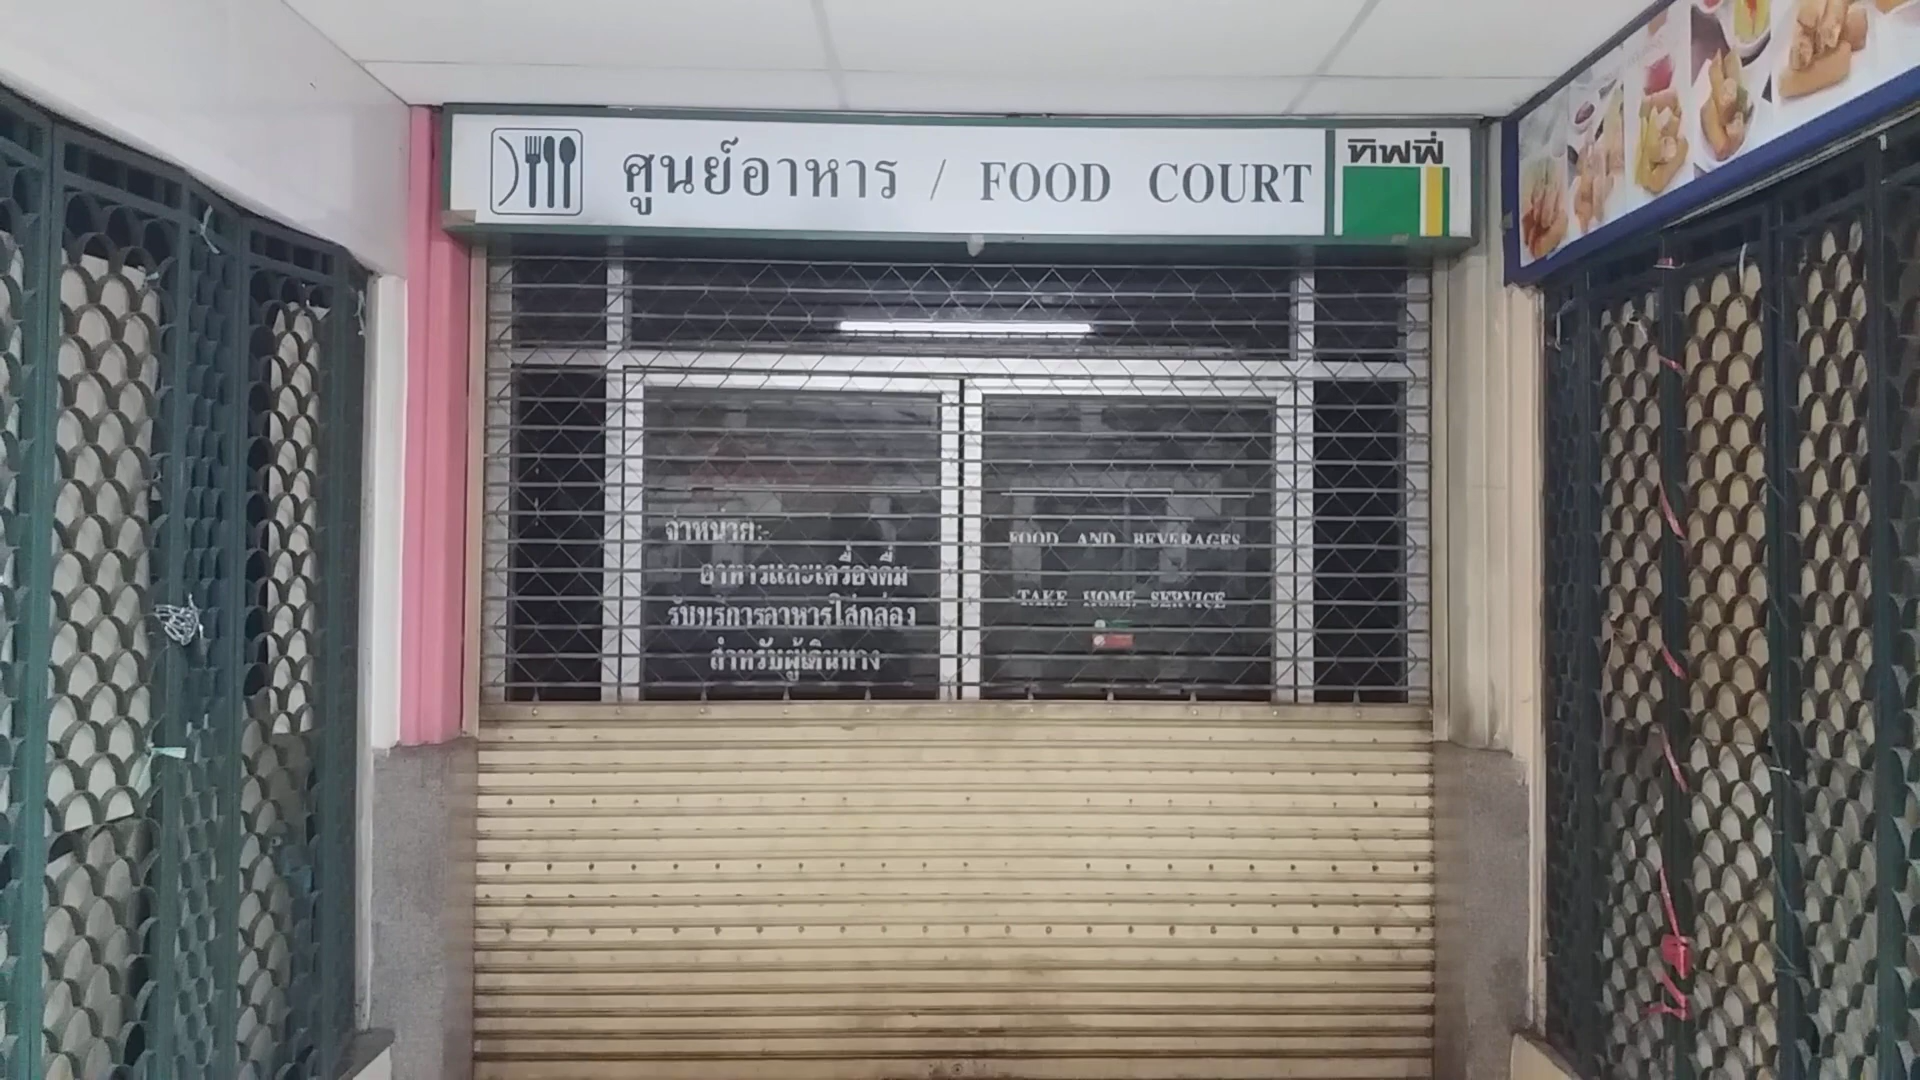 ศูนย์อาหาร / FOOD COURT
ทิฟฟี่
จำหน่าย:-
อาหารและเครื่องดื่ม
รับบริการอาหารใส่กล่อง
สำหรับผู้เดินทาง
FOOD AND BEVERAGES
TAKE HOME SERVICE